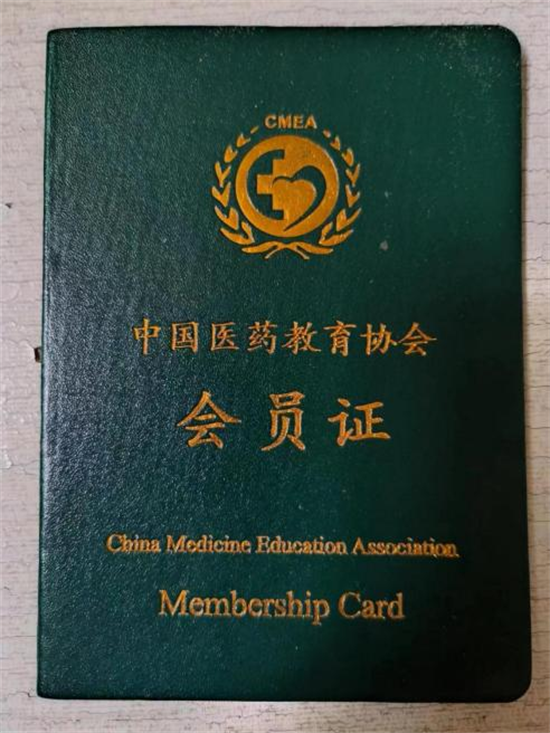 CMEA
中国医药教育协会
会员证
China Medicine Education Association
Membership Card